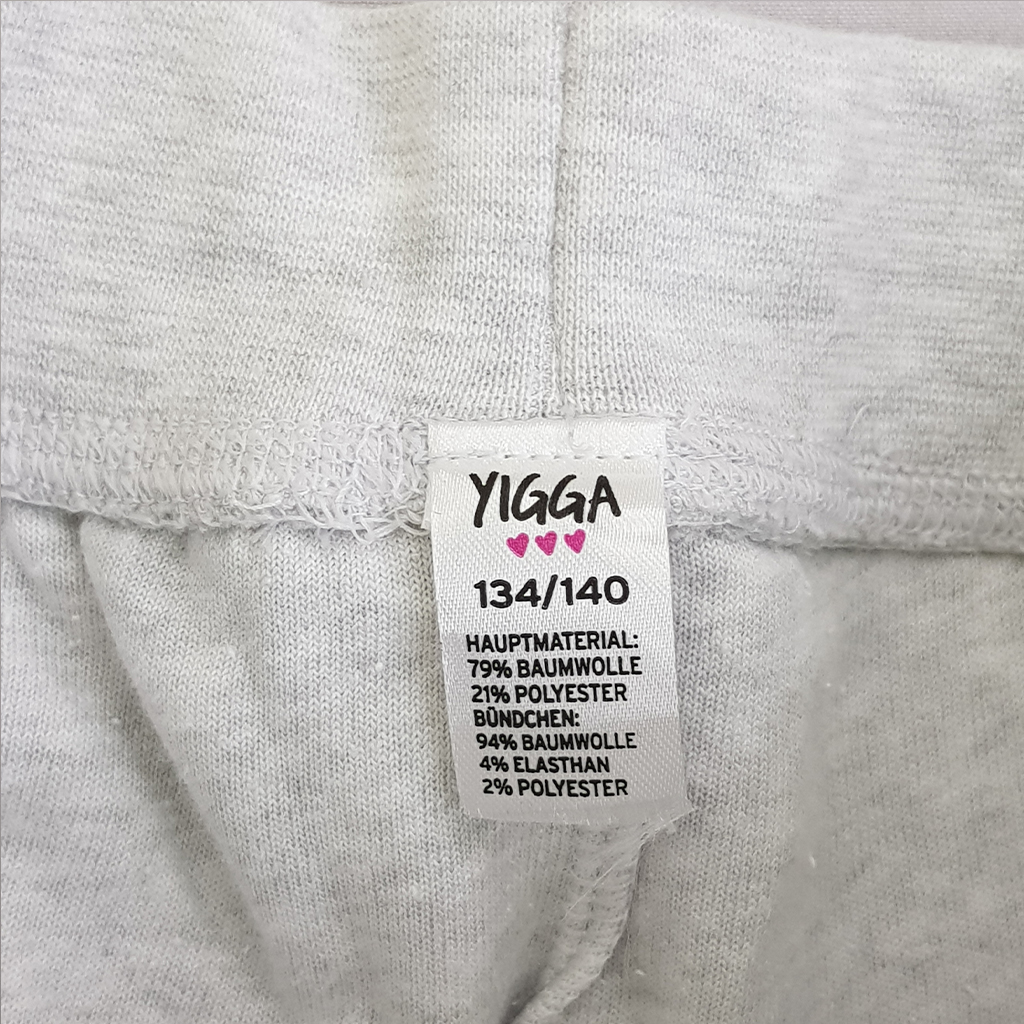 YIGGA
134/140
HAUPTMATERIAL:
79% BAUMWOLLE
21% POLYESTER
BÜNDCHEN:
94% BAUMWOLLE
4% ELASTHAN
2% POLYESTER